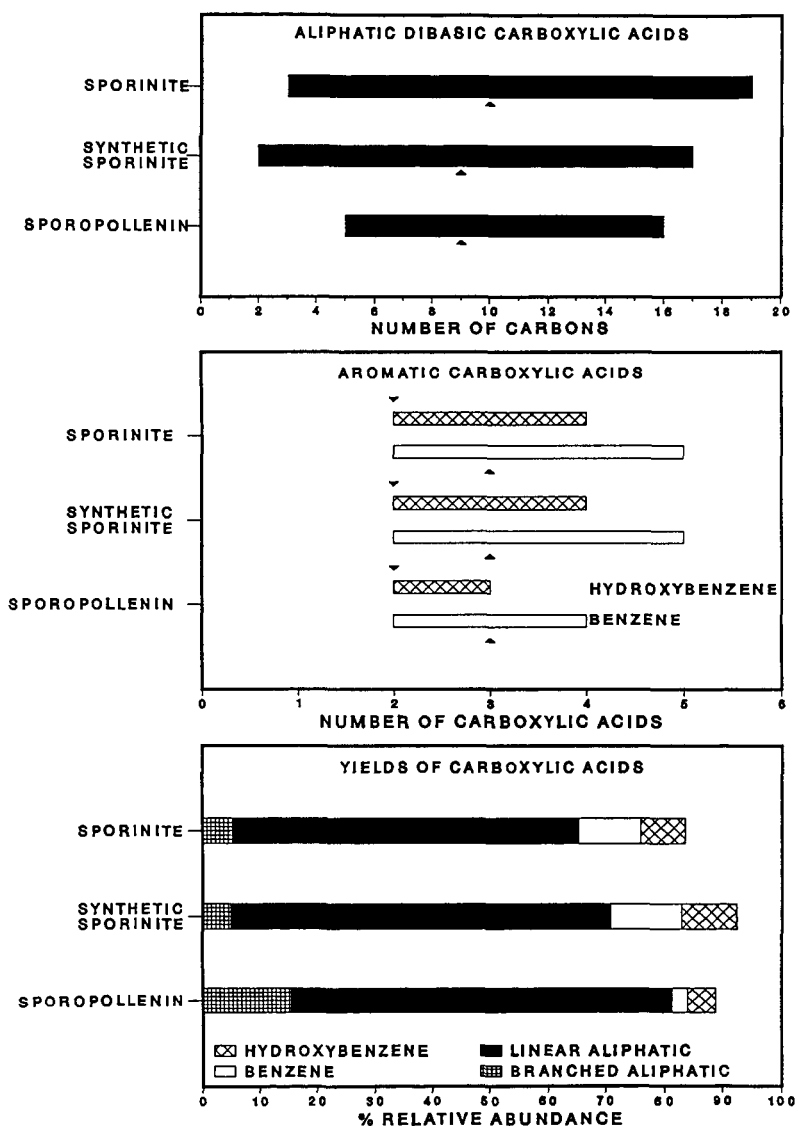 ALIPHATIC DIBASIC CARBOXYLIC ACIDS
SPORINITE
SYNTHETIC
SPORINITE
SPOROPOLLENIN
0 2 4 6 8 10 12 14 16 18 20
NUMBER OF CARBONS
AROMATIC CARBOXYLIC ACIDS
SPORINITE
SYNTHETIC
SPORINITE
SPOROPOLLENIN
HYDROXYBENZENE
BENZENE
0 1 2 3 4 5 6
NUMBER OF CARBOXYLIC ACIDS
YIELDS OF CARBOXYLIC ACIDS
SPORINITE
SYNTHETIC
SPORINITE
SPOROPOLLENIN
HYDROXYBENZENE LINEAR ALIPHATIC
BENZENE BRANCHED ALIPHATIC
0 10 20 30 40 50 60 70 80 90 100
% RELATIVE ABUNDANCE